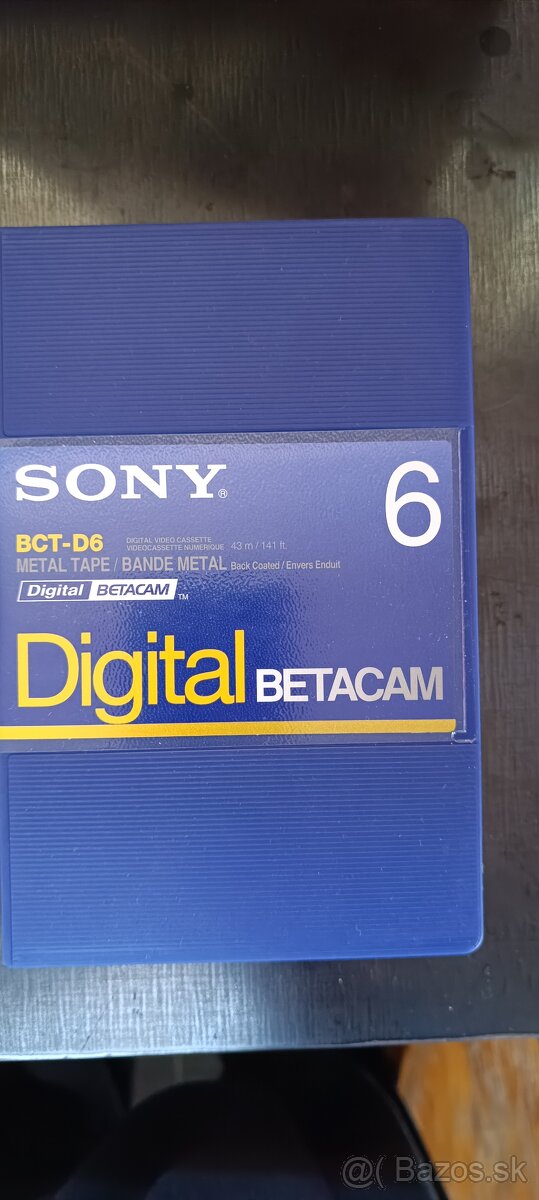 SONY® 6
BCT-D6 DIGITAL VIDEO CASSETTE
VIDEOCASSETTE NUMERIQUE 43 m / 141 ft.
METAL TAPE / BANDE METAL Back Coated / Envers Enduit
Digital BETACAM ™
Digital BETACAM
@( Bazos.sk